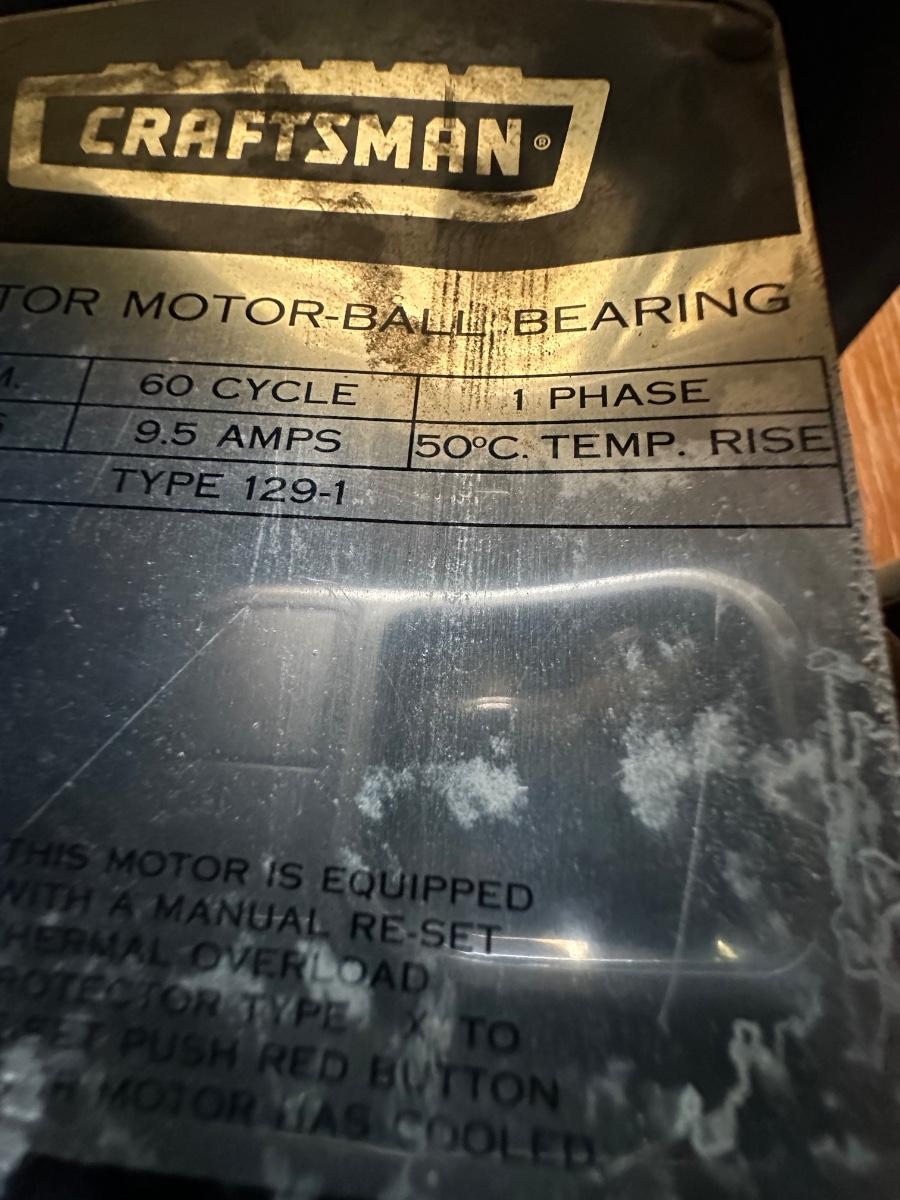 CRAFTSMAN®
TOR MOTOR-BALL BEARING
M. 60 CYCLE 1 PHASE
9.5 AMPS 50°C. TEMP. RISE
TYPE 129-1
THIS MOTOR IS EQUIPPED
WITH A MANUAL RE-SET
HERMAL OVERLOAD
ROTECTOR TYPE X TO
SET PUSH RED BUTTON
MOTOR HAS COOLED